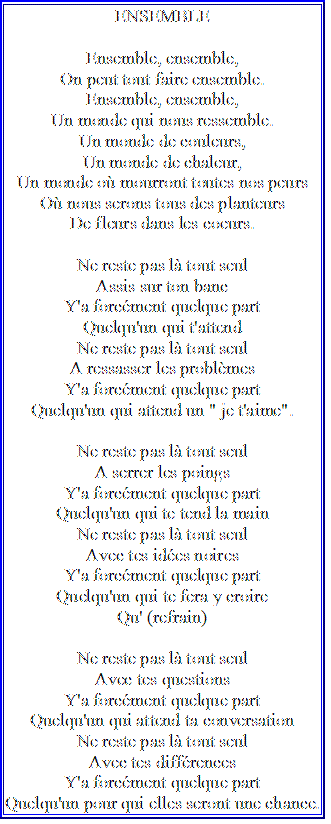 ENSEMBLE
Ensemble, ensemble,
On peut tout faire ensemble.
Ensemble, ensemble,
Un monde qui nous ressemble.
Un monde de couleurs,
Un monde de chaleur,
Un monde où mourront toutes nos peurs
Où nous serons tous des planteurs
De fleurs dans les coeurs.
Ne reste pas là tout seul
Assis sur ton banc
Y'a forcément quelque part
Quelqu'un qui t'attend
Ne reste pas là tout seul
A ressasser les problèmes
Y'a forcément quelque part
Quelqu'un qui attend un " je t'aime".
Ne reste pas là tout seul
A serrer les poings
Y'a forcément quelque part
Quelqu'un qui te tend la main
Ne reste pas là tout seul
Avec tes idées noires
Y'a forcément quelque part
Quelqu'un qui te fera y croire
Qu' (refrain)
Ne reste pas là tout seul
Avec tes questions
Y'a forcément quelque part
Quelqu'un qui attend ta conversation
Ne reste pas là tout seul
Avec tes différences
Y'a forcément quelque part
Quelqu'un pour qui elles seront une chance.